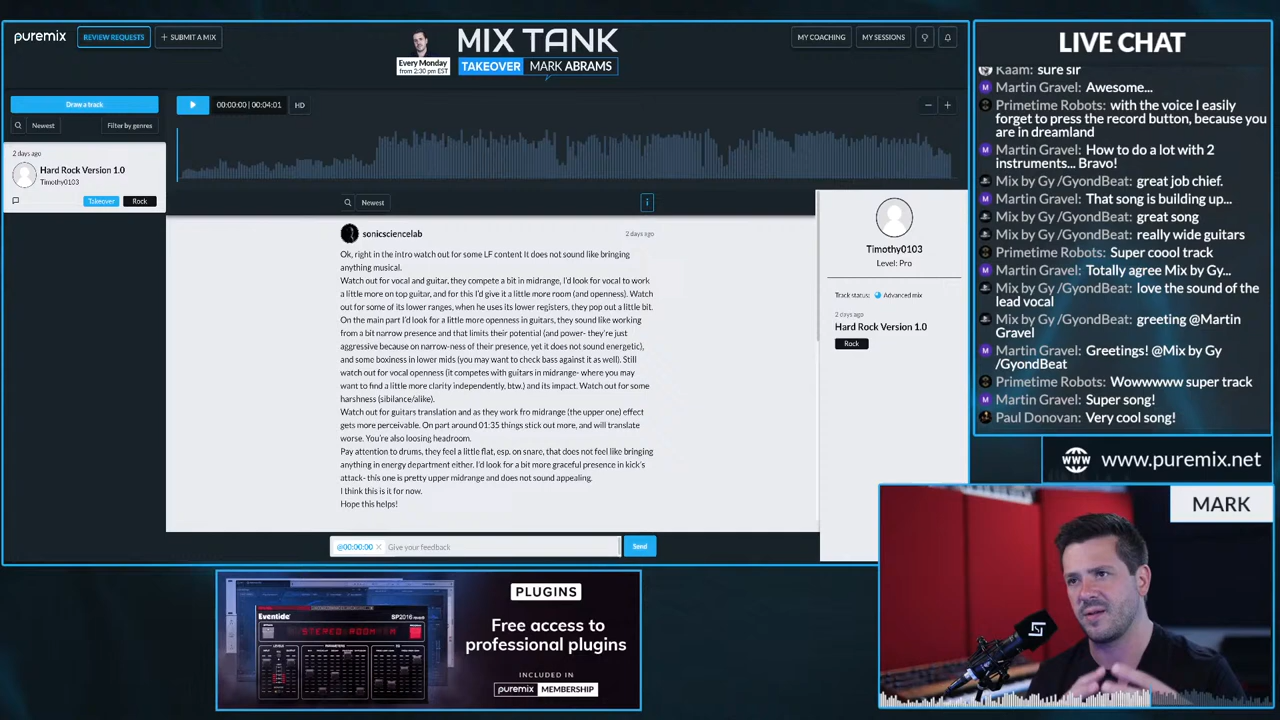 puremix
REVIEW REQUESTS
+ SUBMIT A MIX
Every Monday
from 2:30 pm EST
MIX TANK
TAKEOVER MARK ABRAMS
MY COACHING
MY SESSIONS
Draw a track
Newest
Filter by genres
2 days ago
Hard Rock Version 1.0
Timothy0103
Takeover
Rock
00:00:00 | 00:04:01
HD
Newest
i
sonicsciencelab
2 days ago
Ok, right in the intro watch out for some LF content It does not sound like bringing
anything musical.
Watch out for vocal and guitar, they compete a bit in midrange, I'd look for vocal to work
a little more on top guitar, and for this I'd give it a little more room (and openness). Watch
out for some of its lower ranges, when he uses its lower registers, they pop out a little bit.
On the main part I'd look for a little more openness in guitars, they sound like working
from a bit narrow presence and that limits their potential (and power- they're just
aggressive because on narrow-ness of their presence, yet it does not sound energetic),
and some boxiness in lower mids (you may want to check bass against it as well). Still
watch out for vocal openness (it competes with guitars in midrange- where you may
want to find a little more clarity independently, btw.) and its impact. Watch out for some
harshness (sibilance/alike).
Watch out for guitars translation and as they work fro midrange (the upper one) effect
gets more perceivable. On part around 01:35 things stick out more, and will translate
worse. You're also loosing headroom.
Pay attention to drums, they feel a little flat, esp. on snare, that does not feel like bringing
anything in energy department either. I'd look for a bit more graceful presence in kick's
attack- this one is pretty upper midrange and does not sound appealing.
I think this is it for now.
Hope this helps!
@00:00:00 ×
Give your feedback
Send
Timothy0103
Level: Pro
Track status: Advanced mix
2 days ago
Hard Rock Version 1.0
Rock
LIVE CHAT
Kaam: sure sir
Martin Gravel: Awesome...
Primetime Robots: with the voice I easily
forget to press the record button, because you
are in dreamland
Martin Gravel: How to do a lot with 2
instruments... Bravo!
Mix by Gy /GyondBeat: great job chief.
Martin Gravel: That song is building up...
Mix by Gy /GyondBeat: great song
Mix by Gy /GyondBeat: really wide guitars
Primetime Robots: Super coool track
Martin Gravel: Totally agree Mix by Gy...
Mix by Gy /GyondBeat: love the sound of the
lead vocal
Mix by Gy /GyondBeat: greeting @Martin
Gravel
Martin Gravel: Greetings! @Mix by Gy
/GyondBeat
Primetime Robots: Wowwwww super track
Martin Gravel: Super song!
Paul Donovan: Very cool song!
www.puremix.net
MARK
Eventide
SP2016 reverb
STEREO ROOM
PLUGINS
Free access to
professional plugins
INCLUDED IN
puremix MEMBERSHIP